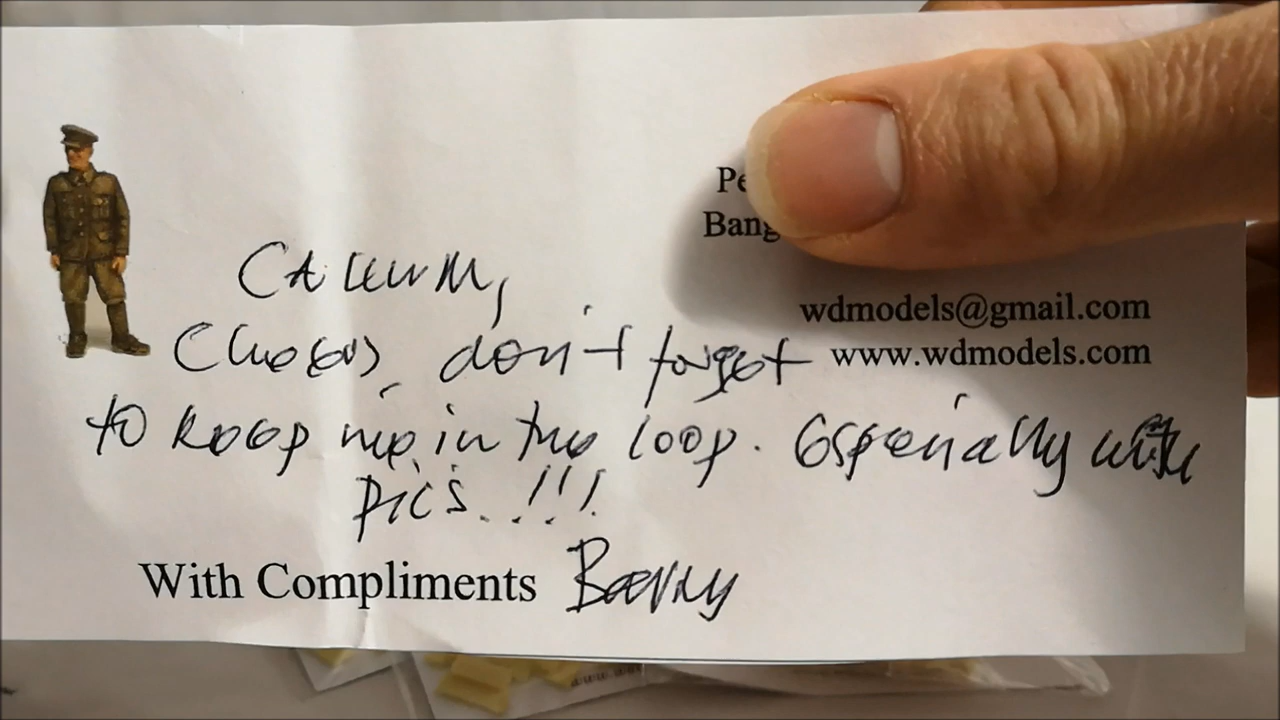 Pe
Bang
wdmodels@gmail.com
www.wdmodels.com
CALLUM,
Cheers, don't forget
to keep me in the loop. Especially with
pics..!!!
With Compliments Barny